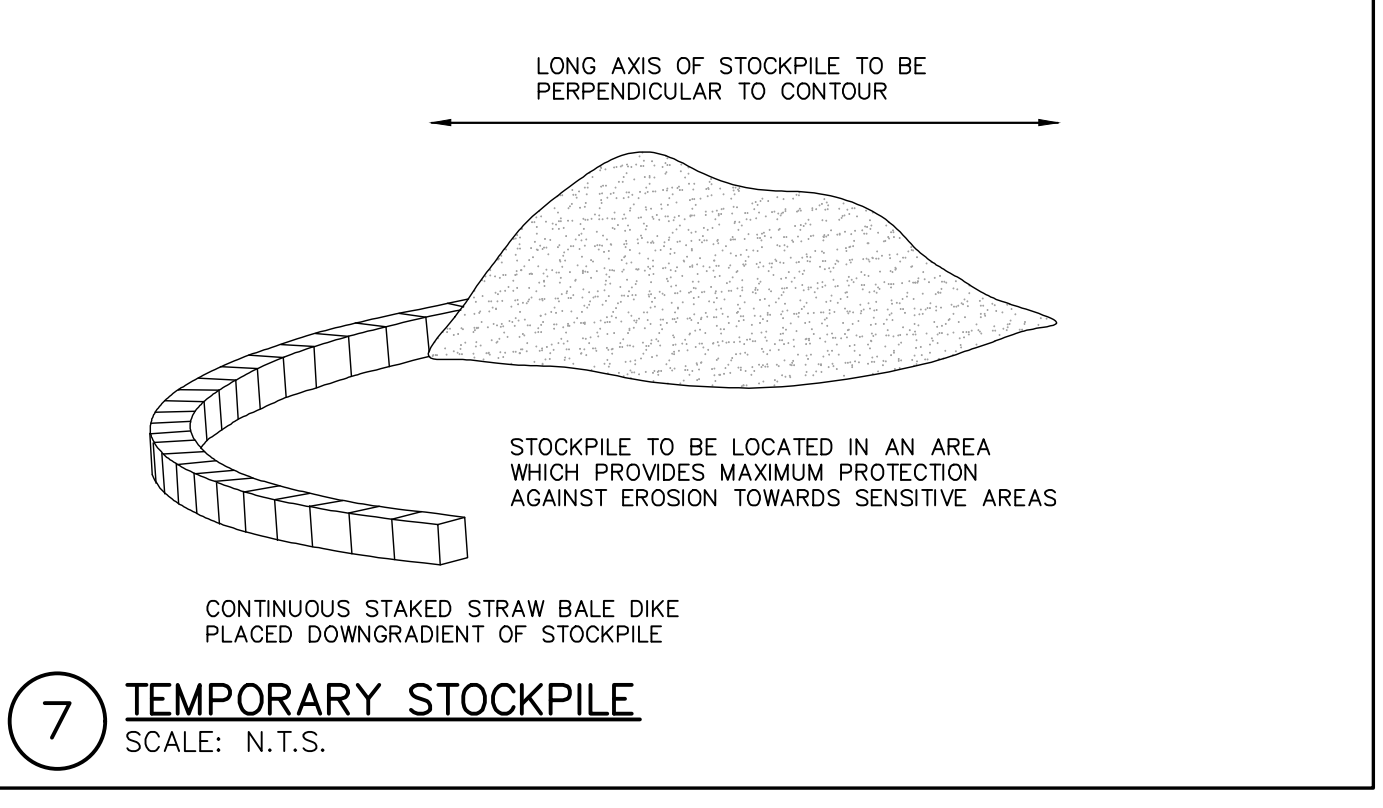 LONG AXIS OF STOCKPILE TO BE
PERPENDICULAR TO CONTOUR
STOCKPILE TO BE LOCATED IN AN AREA
WHICH PROVIDES MAXIMUM PROTECTION
AGAINST EROSION TOWARDS SENSITIVE AREAS
CONTINUOUS STAKED STRAW BALE DIKE
PLACED DOWNGRADIENT OF STOCKPILE
7
TEMPORARY STOCKPILE
SCALE: N.T.S.